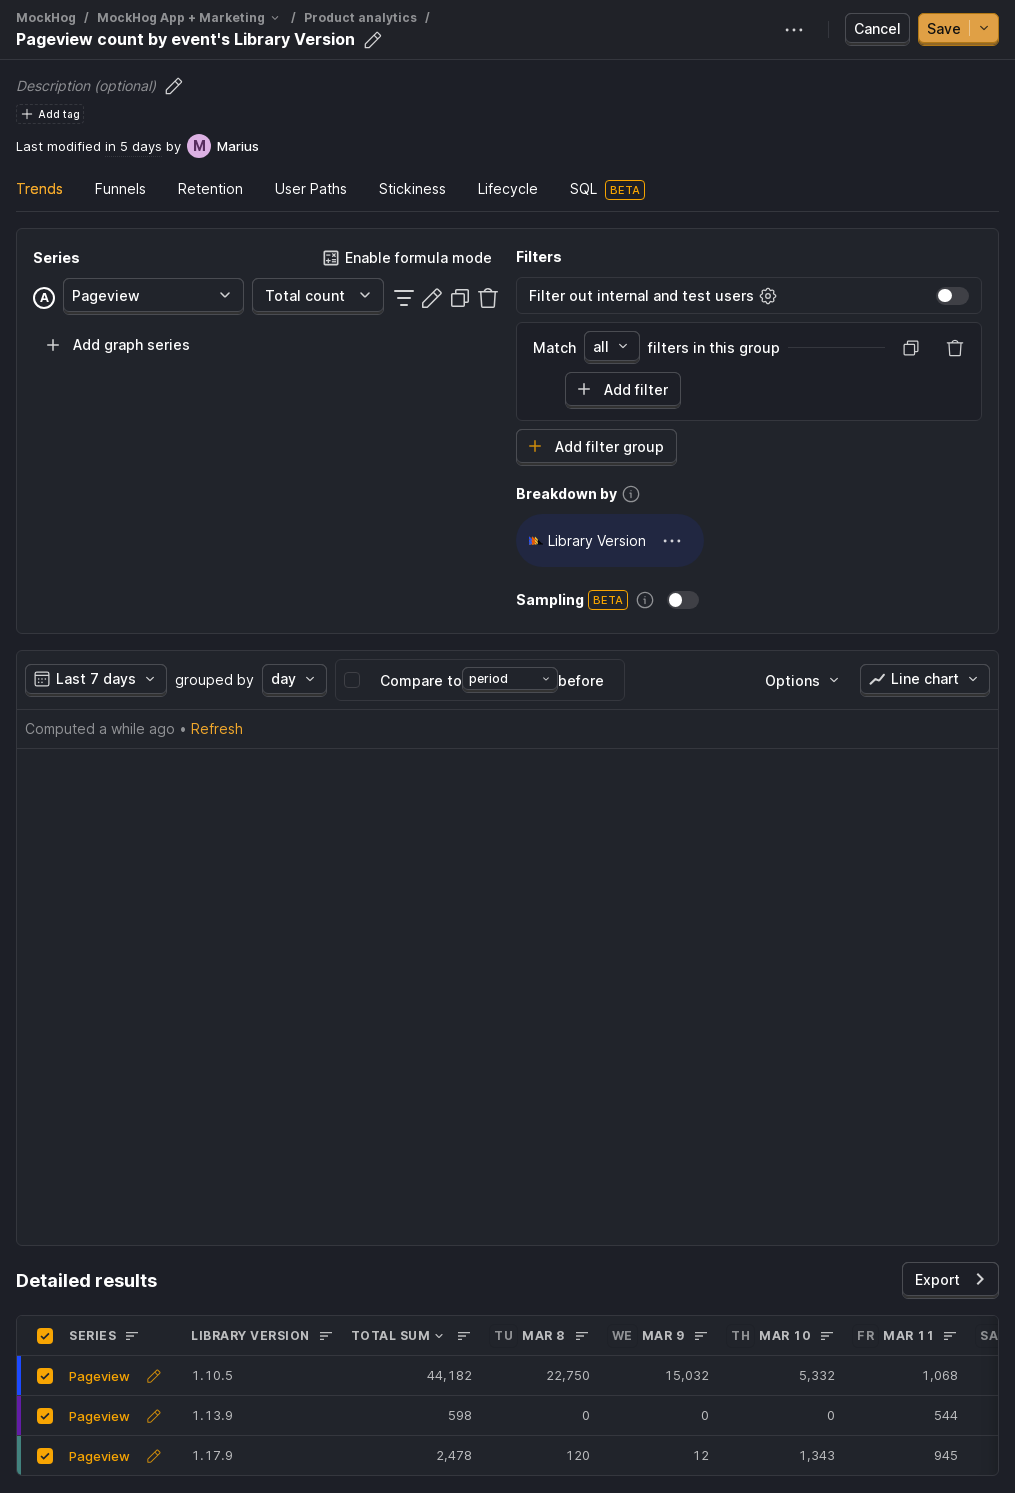 MockHog / MockHog App + Marketing / Product analytics /
Pageview count by event's Library Version
Cancel
Save
Description (optional)
Add tag
Last modified in 5 days by M Marius
Trends Funnels Retention User Paths Stickiness Lifecycle SQL BETA
Series
Enable formula mode
A Pageview Total count
Add graph series
Filters
Filter out internal and test users
Match all filters in this group
Add filter
Add filter group
Breakdown by
Library Version
Sampling BETA
Last 7 days grouped by day Compare to period before Options Line chart
Computed a while ago • Refresh
Detailed results
Export
SERIES LIBRARY VERSION TOTAL SUM TU MAR 8 WE MAR 9 TH MAR 10 FR MAR 11 SA
Pageview 1.10.5 44,182 22,750 15,032 5,332 1,068
Pageview 1.13.9 598 0 0 0 544
Pageview 1.17.9 2,478 120 12 1,343 945